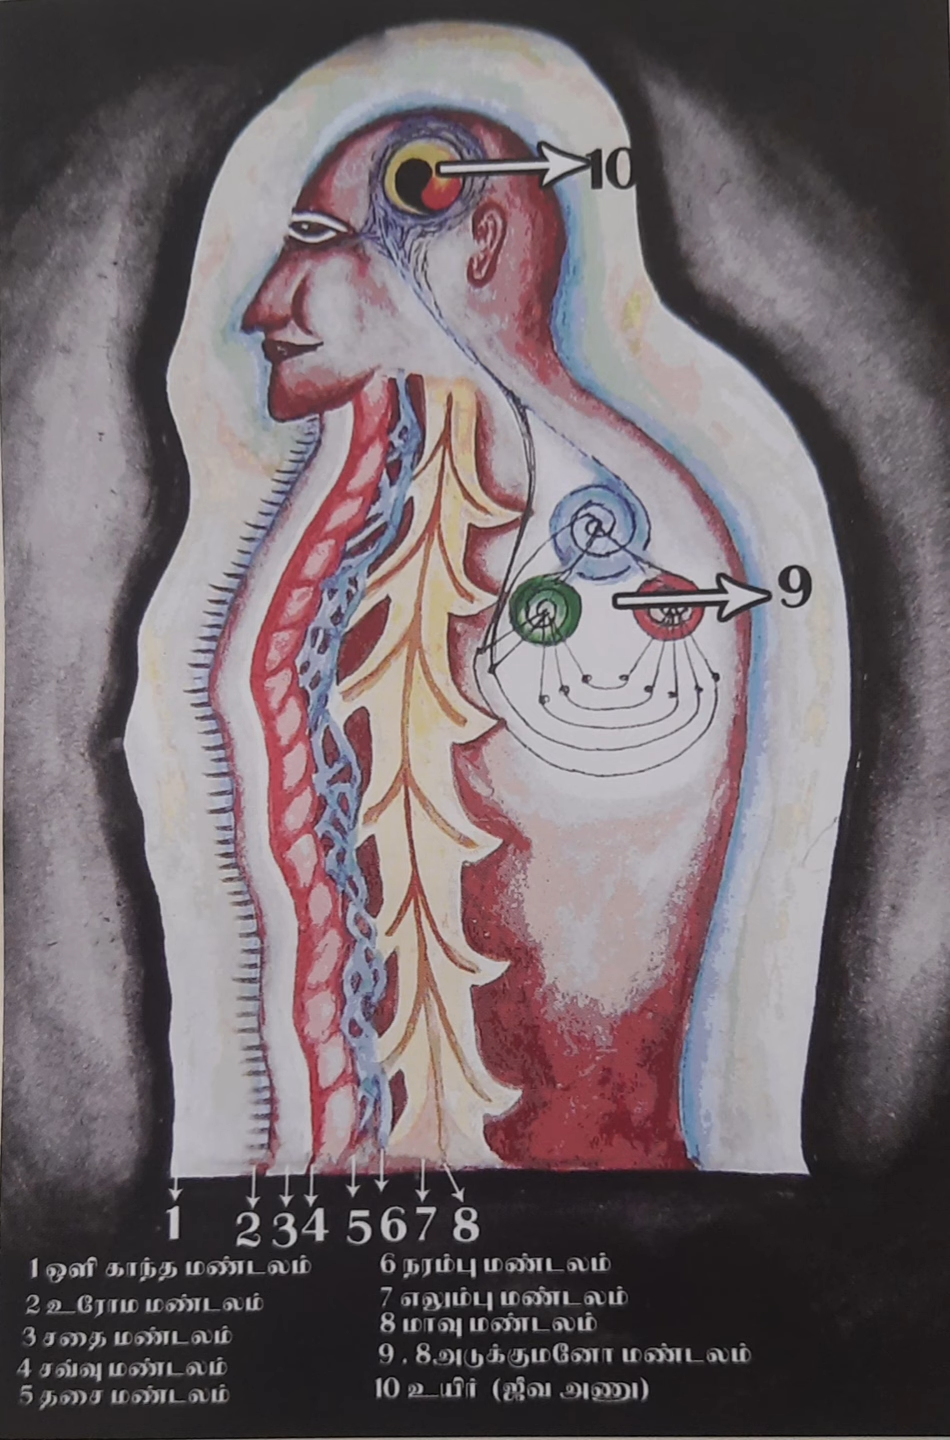 10
9
1 2 3 4 5 6 7 8
1 ஒளி காந்த மண்டலம்
2 உரோம மண்டலம்
3 சதை மண்டலம்
4 சவ்வு மண்டலம்
5 தசை மண்டலம்
6 நரம்பு மண்டலம்
7 எலும்பு மண்டலம்
8 மாவு மண்டலம்
9 . 8அடுக்குமனோ மண்டலம்
10 உயிர் (ஜீவ அணு)